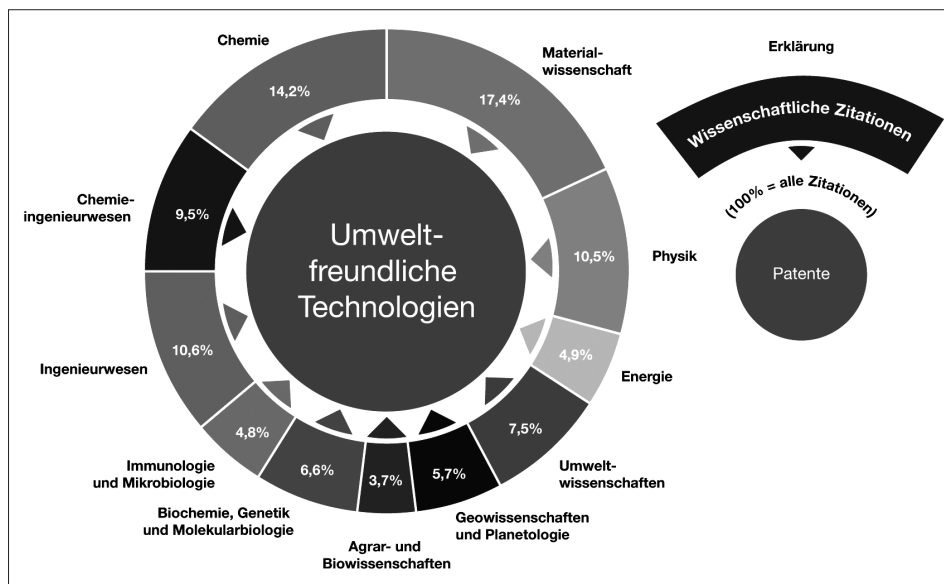 Chemie
14,2%
Material-
wissenschaft
17,4%
Physik
10,5%
Energie
4,9%
Umwelt-
wissenschaften
7,5%
Geowissenschaften
und Planetologie
5,7%
Agrar- und
Biowissenschaften
3,7%
Biochemie, Genetik
und Molekularbiologie
6,6%
Immunologie
und Mikrobiologie
4,8%
Ingenieurwesen
10,6%
Chemie-
ingenieurwesen
9,5%
Umwelt-
freundliche
Technologien
Erklärung
Wissenschaftliche Zitationen
(100% = alle Zitationen)
Patente